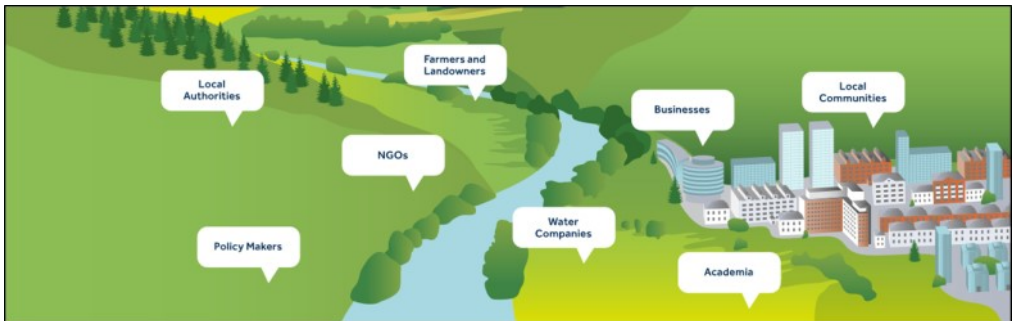 Farmers and
Landowners
Local
Authorities
Businesses
Local
Communities
NGOs
Water
Companies
Policy Makers
Academia